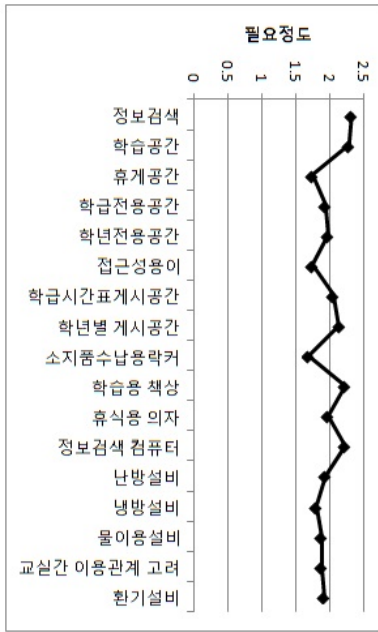 필요정도
0 0.5 1 1.5 2 2.5
정보검색
학습공간
휴게공간
학급전용공간
학년전용공간
접근성용이
학급시간표게시공간
학년별 게시공간
소지품수납용락커
학습용 책상
휴식용 의자
정보검색 컴퓨터
난방설비
냉방설비
물이용설비
교실간 이용관계 고려
환기설비